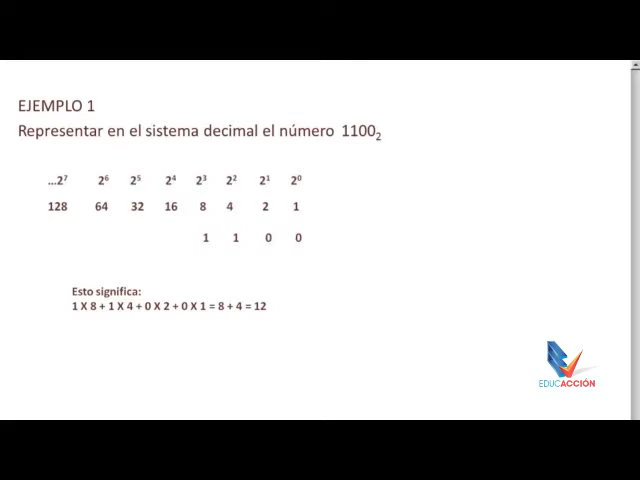 EJEMPLO 1
Representar en el sistema decimal el número 1100₂
...2⁷ 2⁶ 2⁵ 2⁴ 2³ 2² 2¹ 2⁰
128 64 32 16 8 4 2 1
1 1 0 0
Esto significa:
1 X 8 + 1 X 4 + 0 X 2 + 0 X 1 = 8 + 4 = 12
EDUCACCIÓN